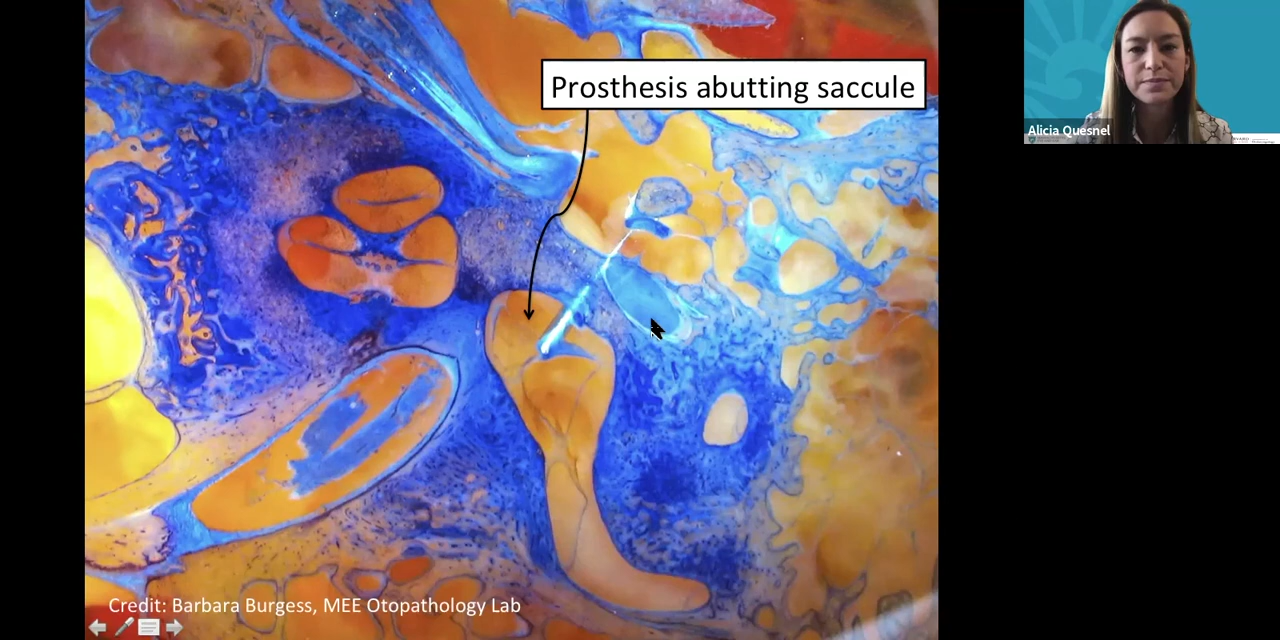 Prosthesis abutting saccule
Alicia Quesnel
Credit: Barbara Burgess, MEE Otopathology Lab